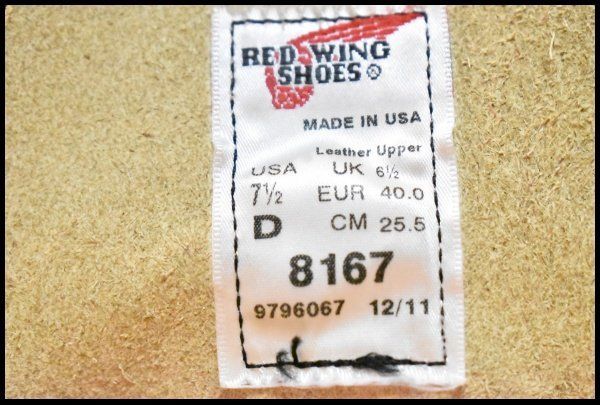 RED WING
SHOES®
MADE IN USA
Leather Upper
USA UK 6½
7½ EUR 40.0
D CM 25.5
8167
9796067 12/11